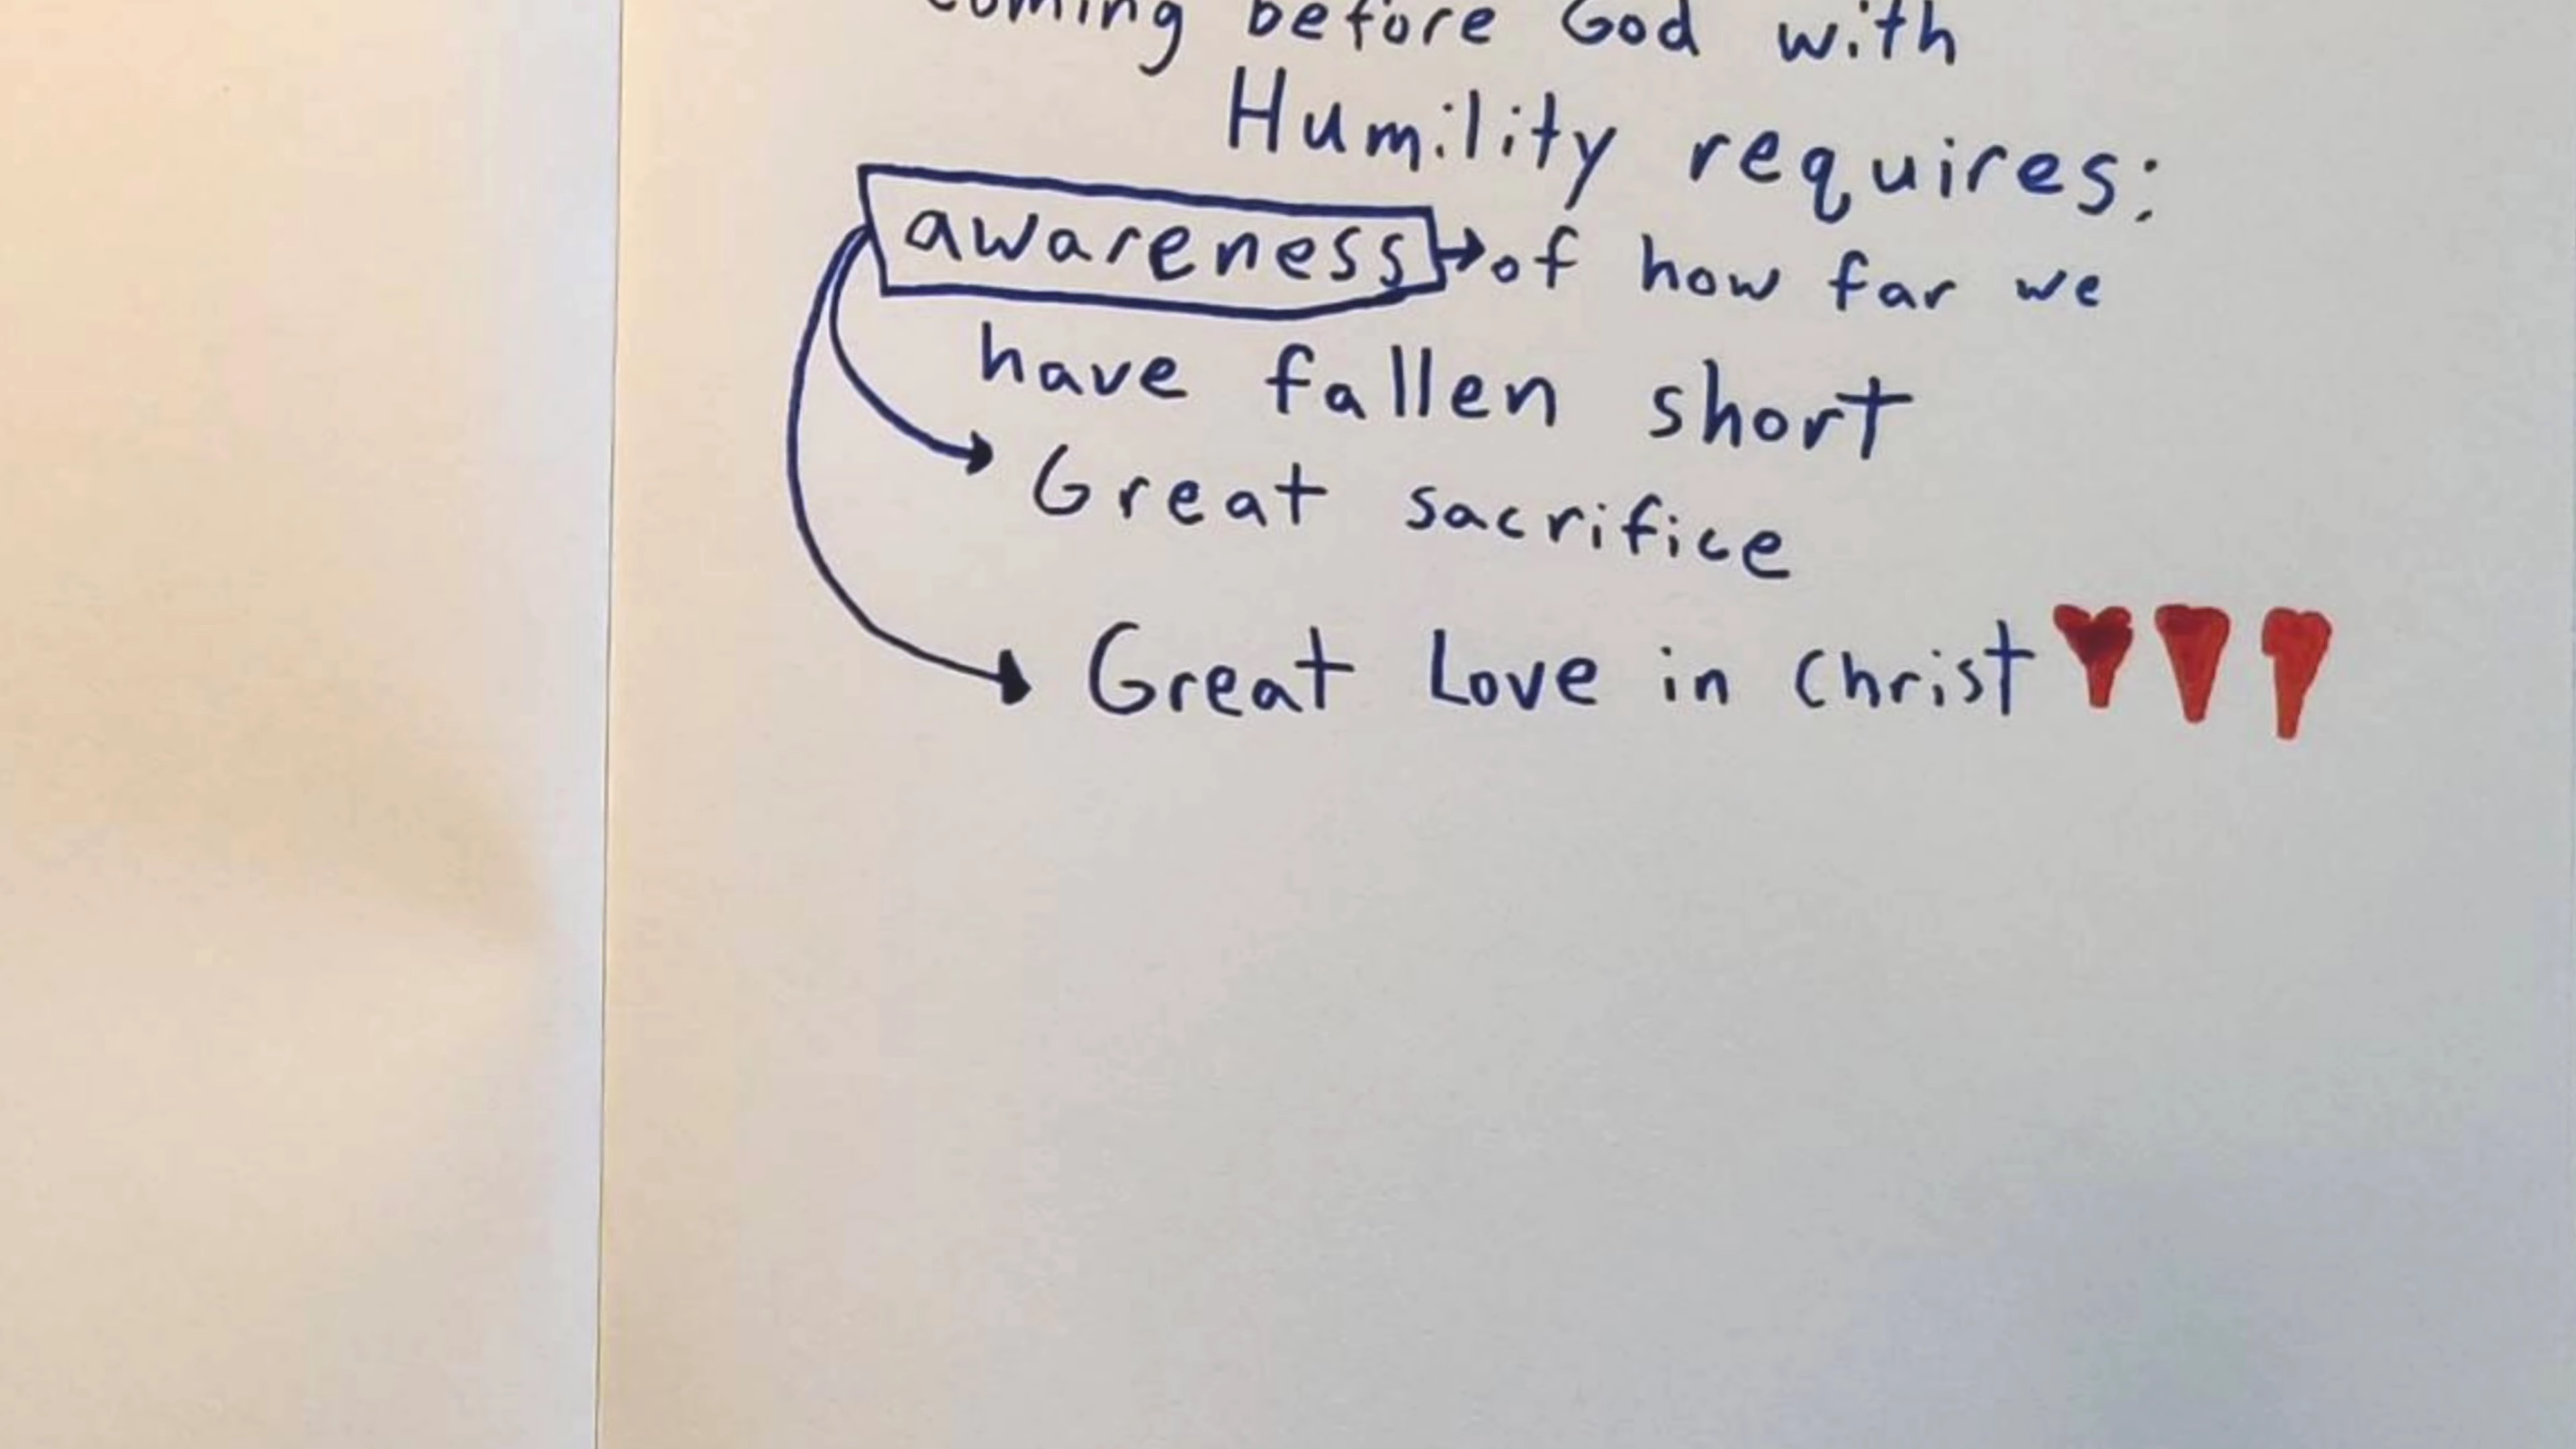 coming before God with
Humility requires:
awareness of how far we
have fallen short
Great sacrifice
Great Love in Christ